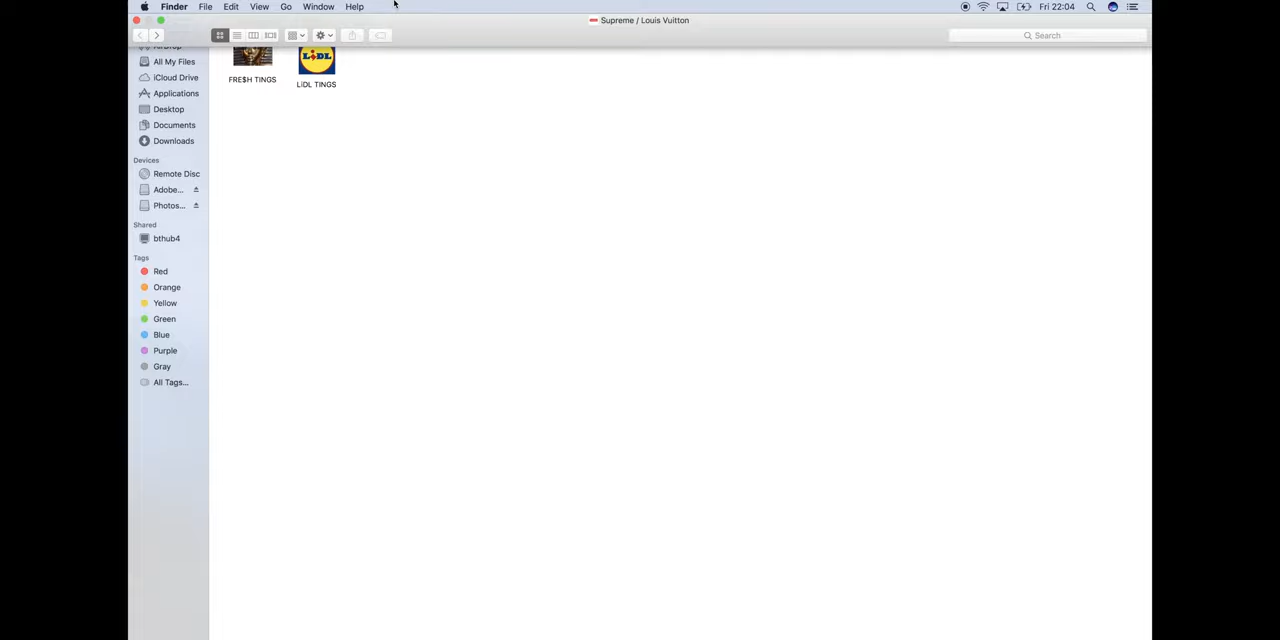 Finder File Edit View Go Window Help Fri 22:04
Supreme / Louis Vuitton
Search
AirDrop
All My Files
iCloud Drive
Applications
Desktop
Documents
Downloads
Devices
Remote Disc
Adobe...
Photos...
Shared
bthub4
Tags
Red
Orange
Yellow
Green
Blue
Purple
Gray
All Tags...
LiDL
FRE$H TINGS
LiDL TINGS